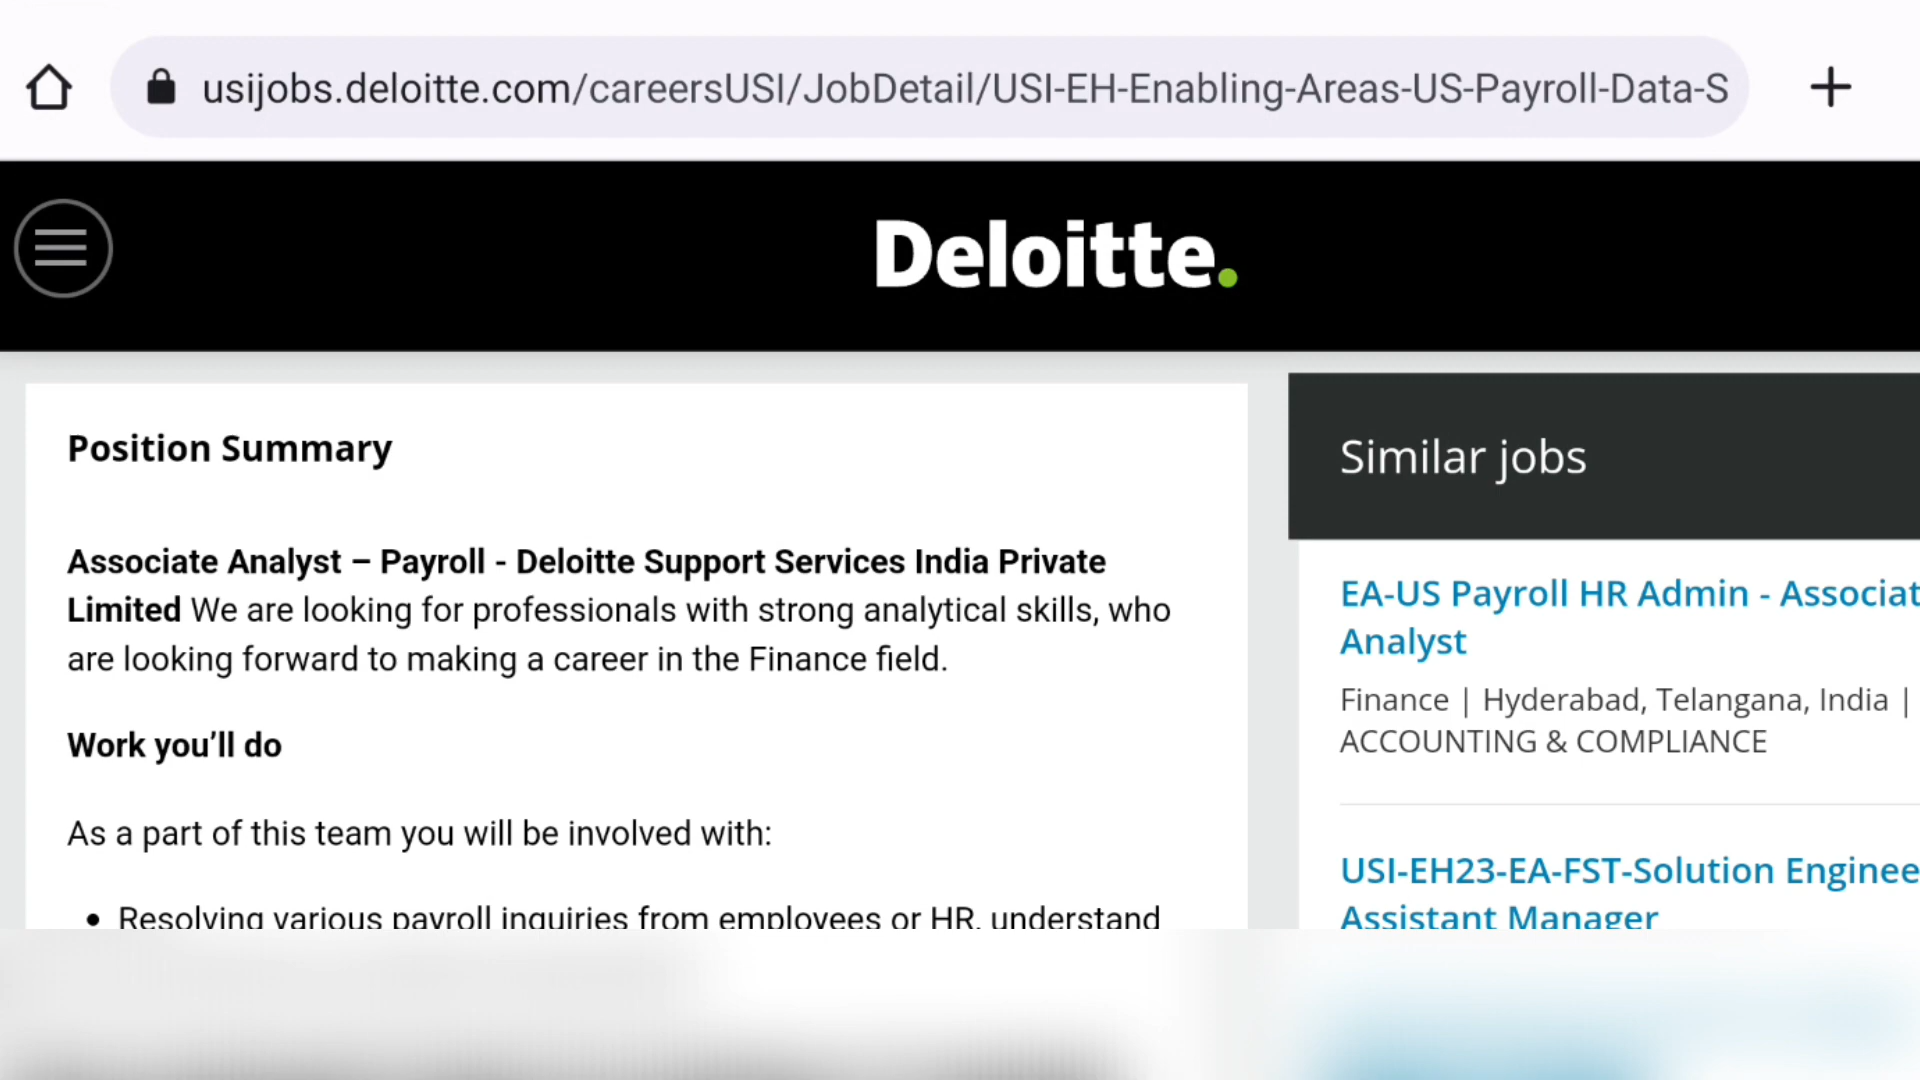 usijobs.deloitte.com/careersUSI/JobDetail/USI-EH-Enabling-Areas-US-Payroll-Data-S
Deloitte.
Position Summary
Associate Analyst – Payroll - Deloitte Support Services India Private
Limited We are looking for professionals with strong analytical skills, who
are looking forward to making a career in the Finance field.
Work you’ll do
As a part of this team you will be involved with:
• Resolving various payroll inquiries from employees or HR, understand
Similar jobs
EA-US Payroll HR Admin - Associat
Analyst
Finance | Hyderabad, Telangana, India |
ACCOUNTING & COMPLIANCE
USI-EH23-EA-FST-Solution Enginee
Assistant Manager